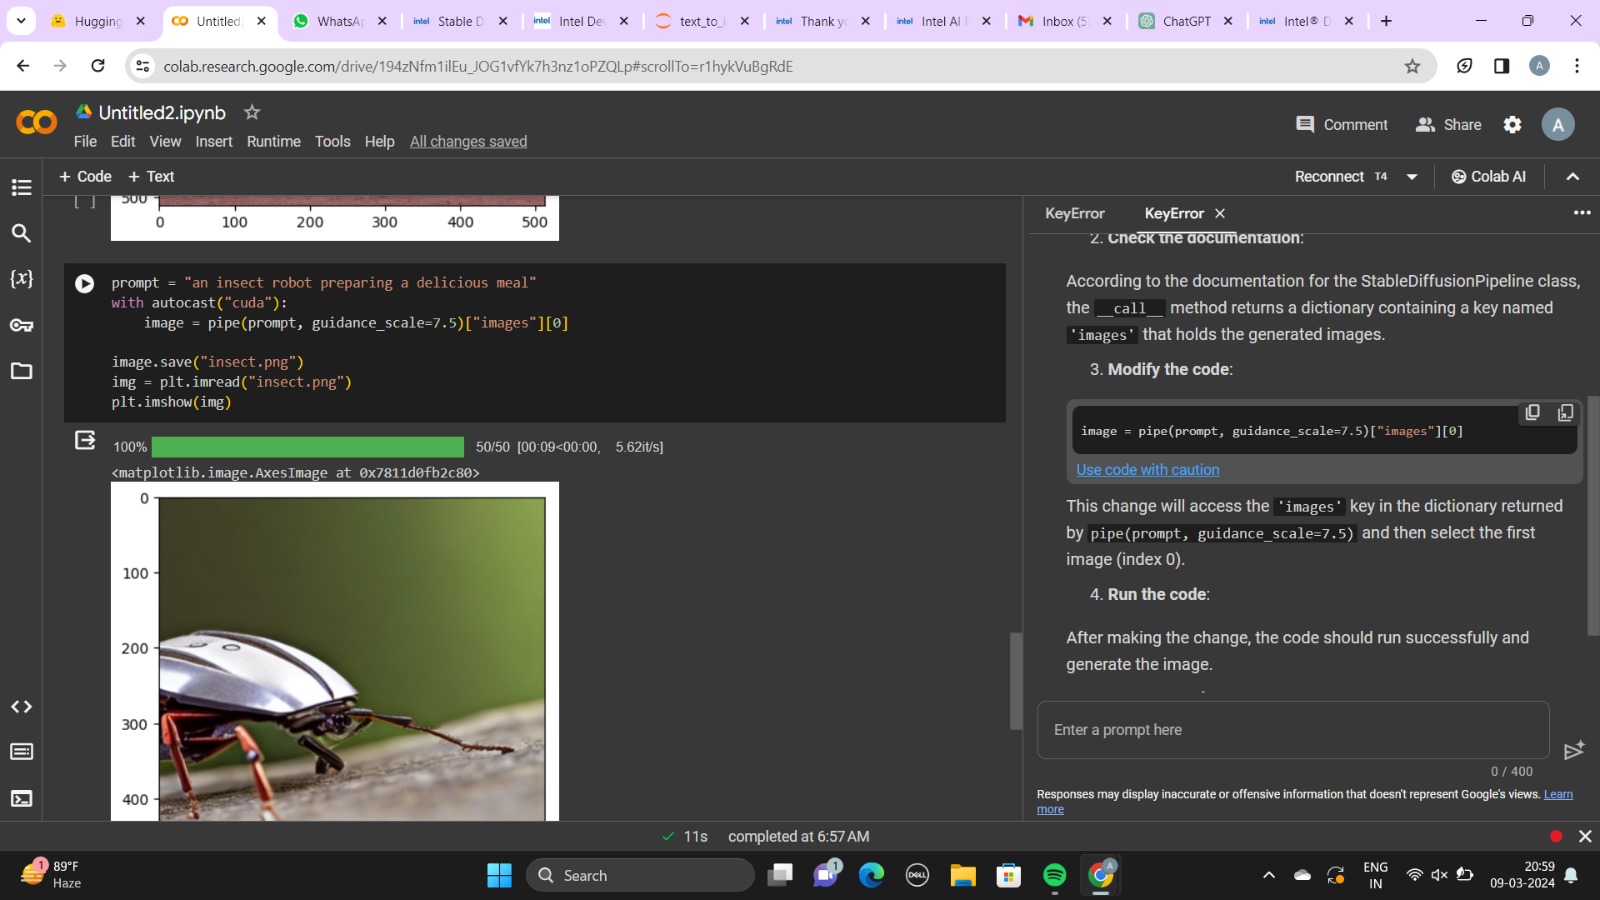 Hugging
Untitled
WhatsA
intel Stable D
intel Intel Dev
text_to_i
intel Thank yo
intel Intel AI F
Inbox (5
ChatGPT
intel Intel® D
colab.research.google.com/drive/194zNfm1ilEu_JOG1vfYk7h3nz1oPZQLp#scrollTo=r1hykVuBgRdE
A
Untitled2.ipynb
File Edit View Insert Runtime Tools Help All changes saved
Comment
Share
A
+ Code + Text
Reconnect T4
Colab AI
[ ]
500
0 100 200 300 400 500
prompt = "an insect robot preparing a delicious meal"
with autocast("cuda"):
image = pipe(prompt, guidance_scale=7.5)["images"][0]
image.save("insect.png")
img = plt.imread("insect.png")
plt.imshow(img)
100% 50/50 [00:09<00:00, 5.62it/s]
<matplotlib.image.AxesImage at 0x7811d0fb2c80>
0
100
200
300
400
{x}
KeyError
KeyError
2. Check the documentation:
According to the documentation for the StableDiffusionPipeline class,
the __call__ method returns a dictionary containing a key named
'images' that holds the generated images.
3. Modify the code:
image = pipe(prompt, guidance_scale=7.5)["images"][0]
Use code with caution
This change will access the 'images' key in the dictionary returned
by pipe(prompt, guidance_scale=7.5) and then select the first
image (index 0).
4. Run the code:
After making the change, the code should run successfully and
generate the image.
Enter a prompt here
0 / 400
Responses may display inaccurate or offensive information that doesn't represent Google's views. Learn
more
11s completed at 6:57 AM
1
89°F
Haze
Search
1
DELL
A
ENG
IN
20:59
09-03-2024